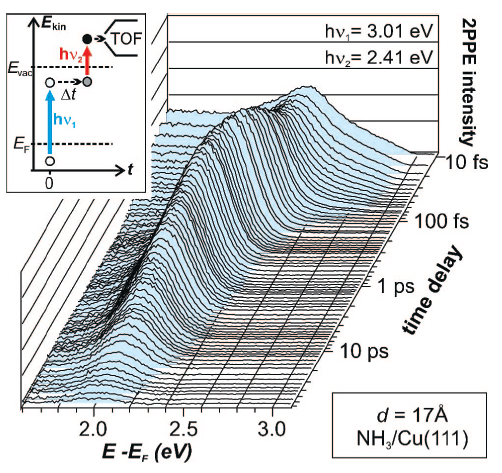 E_kin
TOF
hν₂
E_vac
Δt
hν₁
E_F
t
0
hν₁= 3.01 eV
hν₂= 2.41 eV
2PPE intensity
10 fs
100 fs
1 ps
10 ps
time delay
2.0
2.5
3.0
E -E_F (eV)
d = 17Å
NH₃/Cu(111)